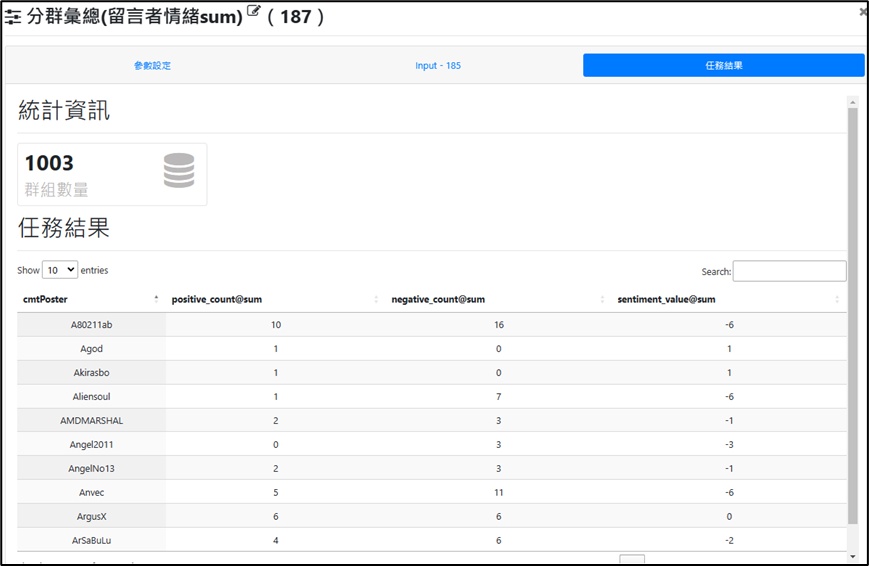 分群彙總(留言者情緒sum) ( 187 )
參數設定 Input - 185 任務結果
統計資訊
1003
群組數量
任務結果
Show 10 entries Search:
cmtPoster positive_count@sum negative_count@sum sentiment_value@sum
A80211ab 10 16 -6
Agod 1 0 1
Akirasbo 1 0 1
Aliensoul 1 7 -6
AMDMARSHAL 2 3 -1
Angel2011 0 3 -3
AngelNo13 2 3 -1
Anvec 5 11 -6
ArgusX 6 6 0
ArSaBuLu 4 6 -2